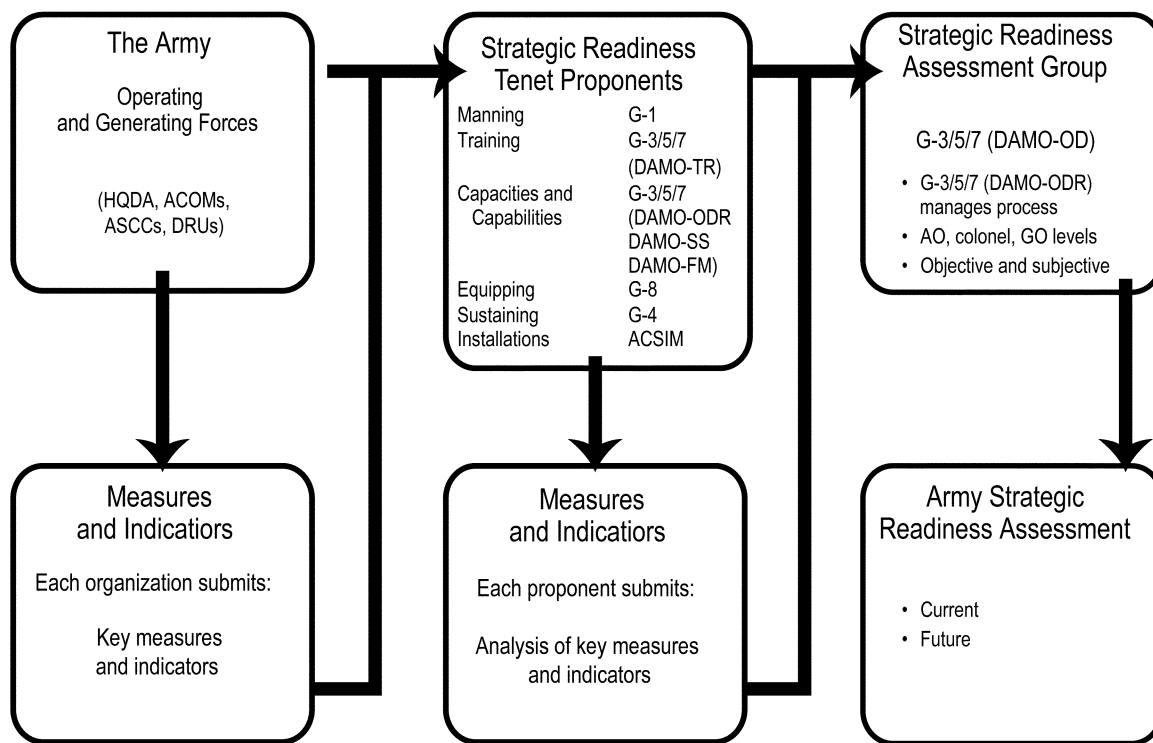 The Army
Operating
and Generating Forces
(HQDA, ACOMs,
ASCCs, DRUs)
Strategic Readiness
Tenet Proponents
Manning G-1
Training G-3/5/7
(DAMO-TR)
Capacities and G-3/5/7
Capabilities (DAMO-ODR
DAMO-SS
DAMO-FM)
Equipping G-8
Sustaining G-4
Installations ACSIM
Strategic Readiness
Assessment Group
G-3/5/7 (DAMO-OD)
• G-3/5/7 (DAMO-ODR)
manages process
• AO, colonel, GO levels
• Objective and subjective
Measures
and Indicatiors
Each organization submits:
Key measures
and indicators
Measures
and Indicatiors
Each proponent submits:
Analysis of key measures
and indicators
Army Strategic
Readiness Assessment
• Current
• Future